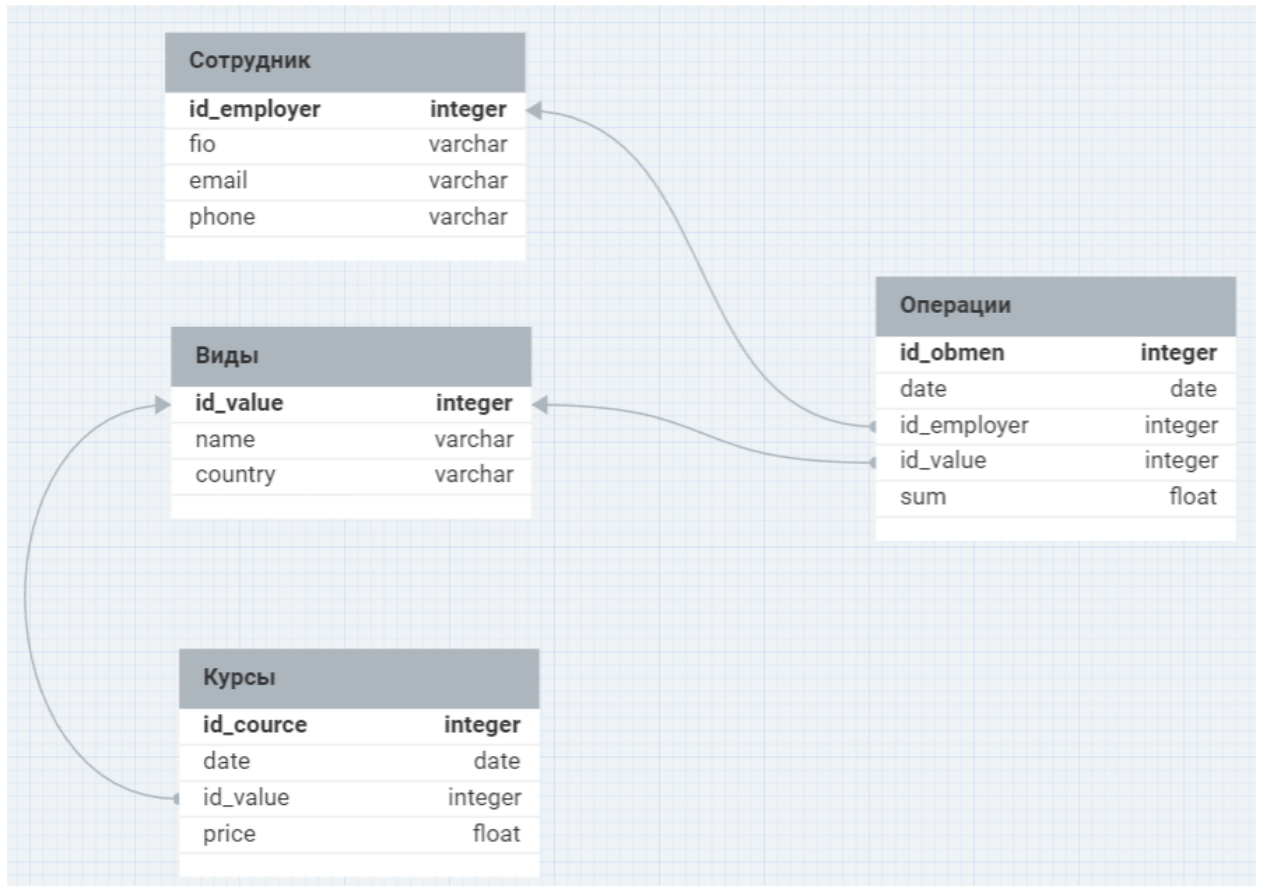 Сотрудник
id_employer integer
fio varchar
email varchar
phone varchar
Виды
id_value integer
name varchar
country varchar
Курсы
id_cource integer
date date
id_value integer
price float
Операции
id_obmen integer
date date
id_employer integer
id_value integer
sum float